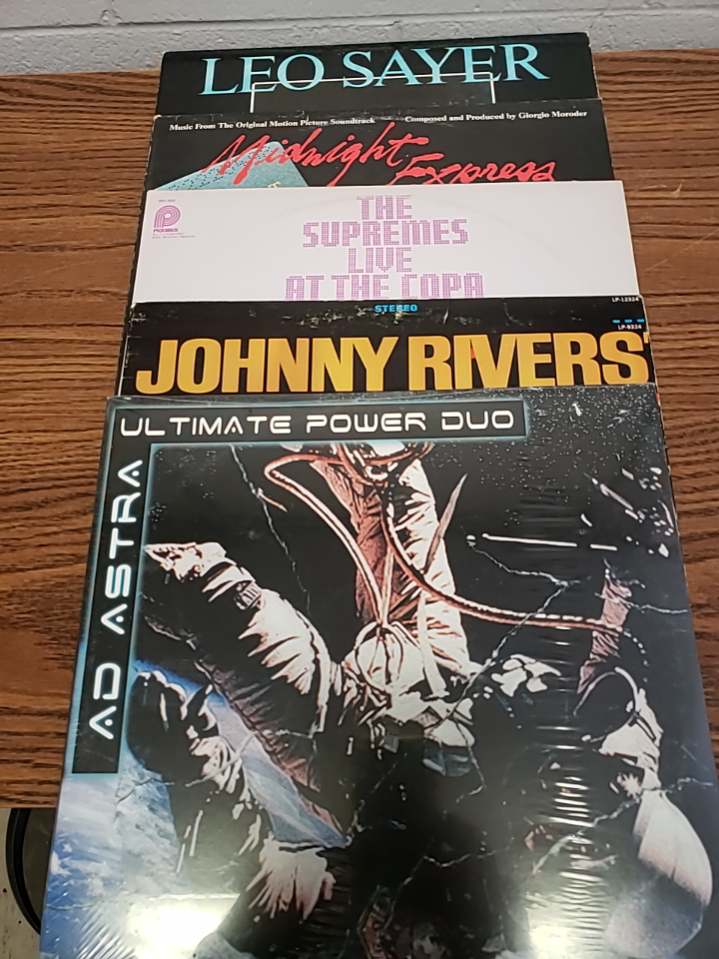 LEO SAYER
Music From The Original Motion Picture Soundtrack
Composed and Produced by Giorgio Moroder
Midnight Express
PICKWICK
THE
SUPREMES
LIVE
AT THE COPA
STEREO
LP-12324
LP-9324
JOHNNY RIVERS'
ULTIMATE POWER DUO
AD ASTRA